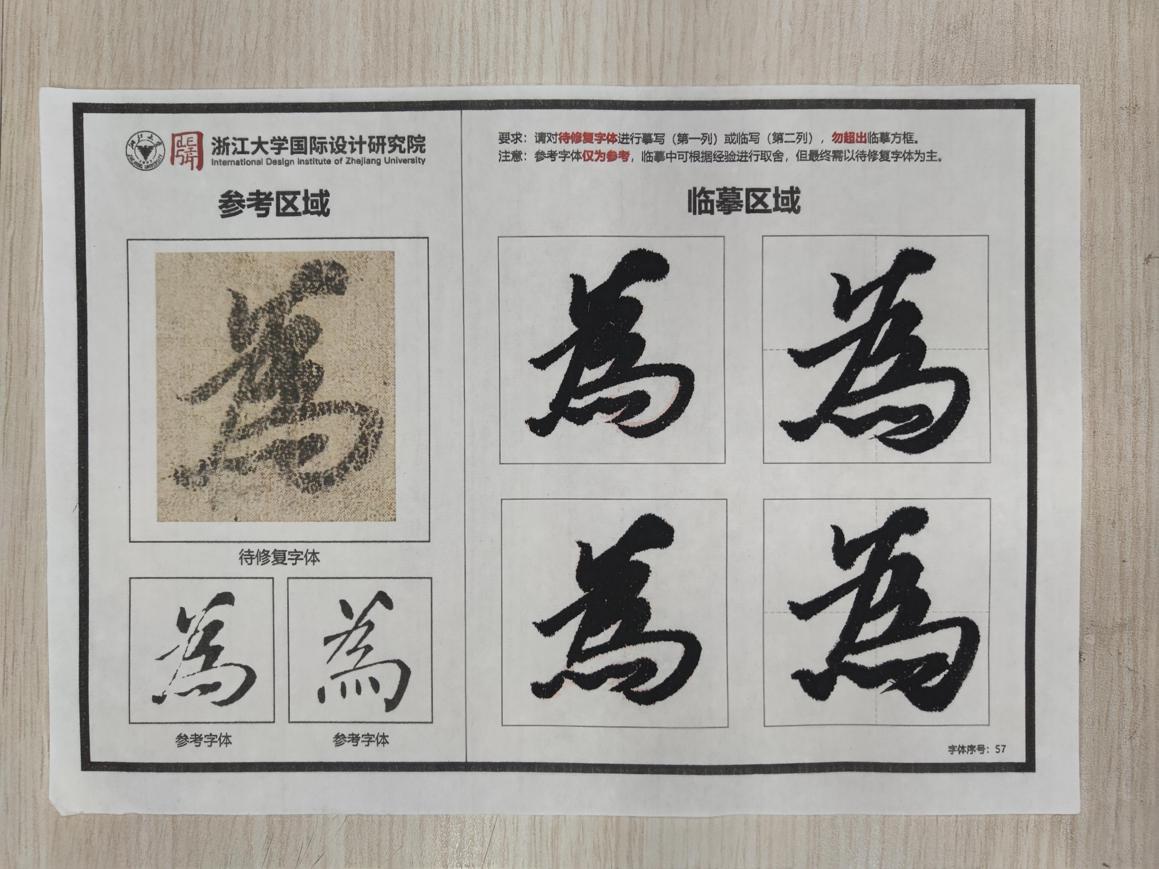 浙江大学国际设计研究院
International Design Institute of Zhejiang University
参考区域
為
待修复字体
為 為
参考字体 参考字体
要求：请对待修复字体进行摹写（第一列）或临写（第二列），勿超出临摹方框。
注意：参考字体仅为参考，临摹中可根据经验进行取舍，但最终需以待修复字体为主。
临摹区域
為 為
為 為
字体序号：57